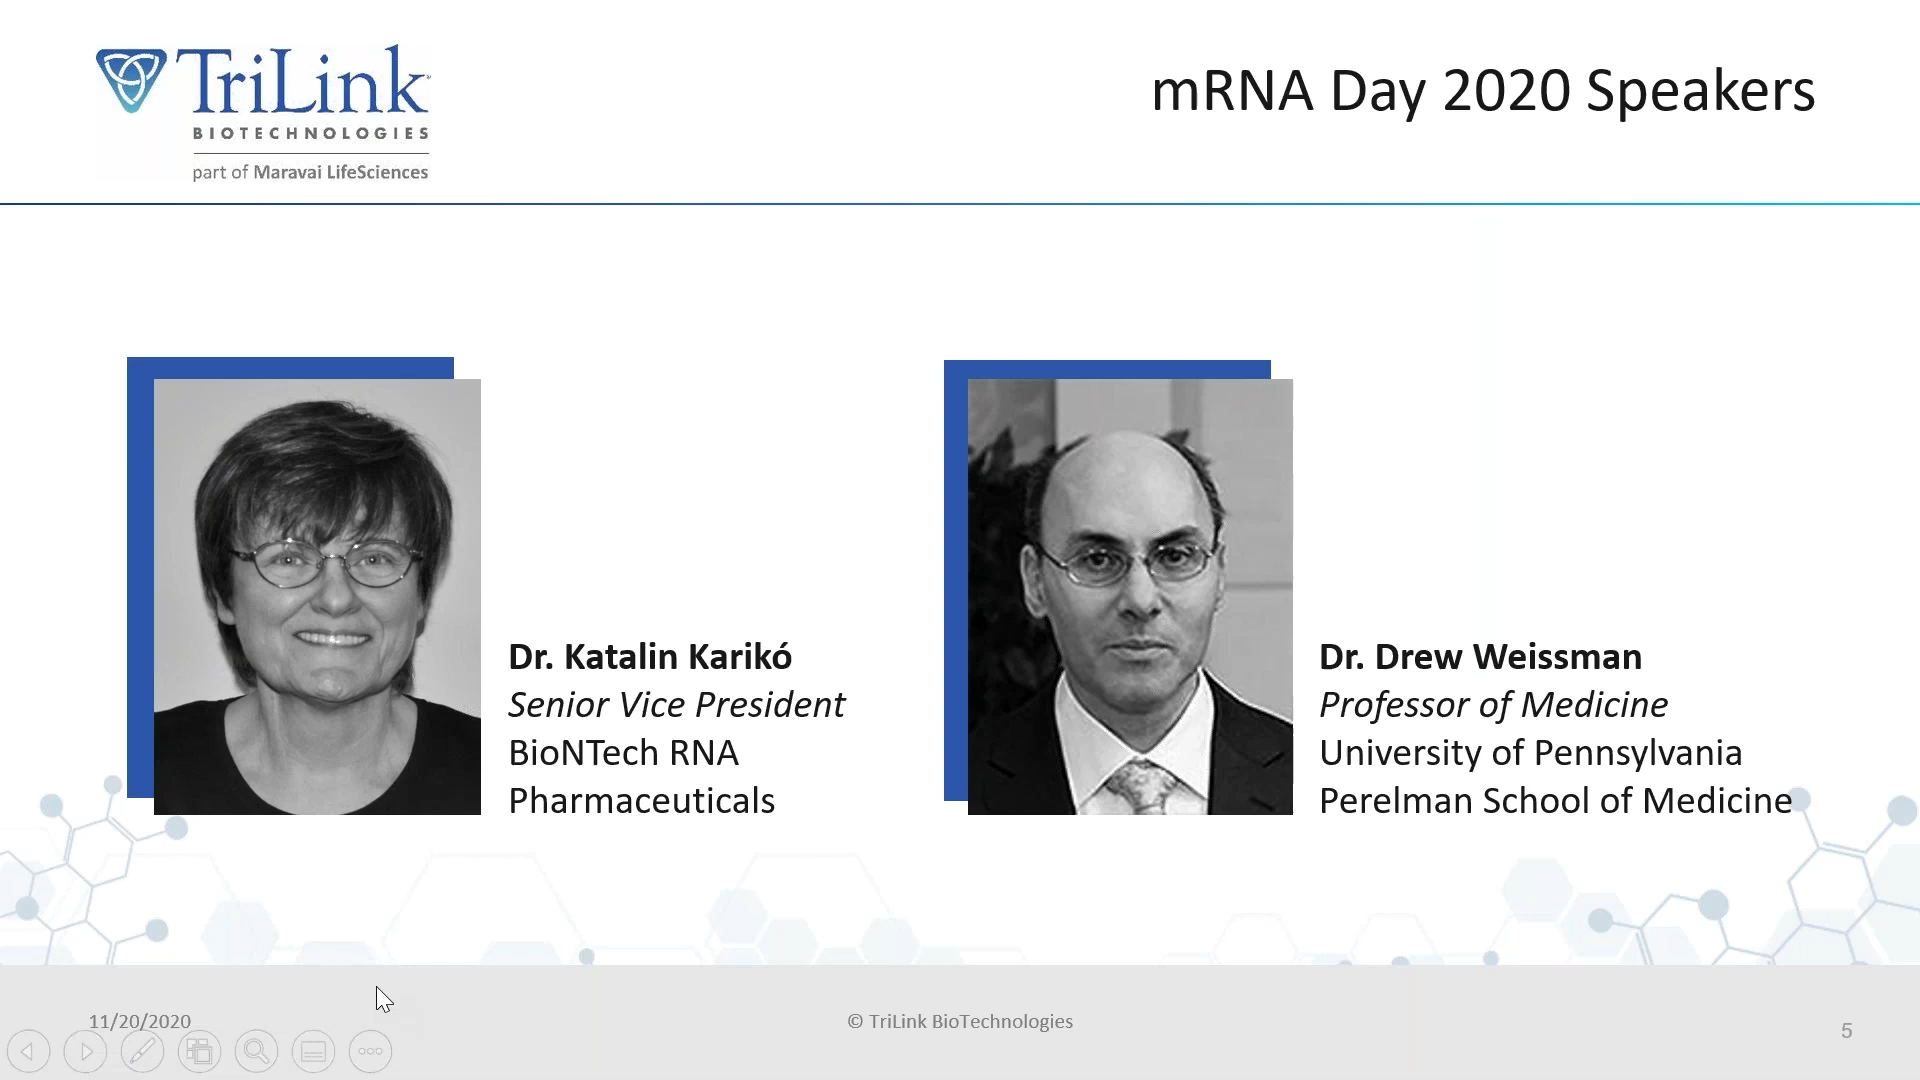 TriLink
BIOTECHNOLOGIES
part of Maravai LifeSciences
mRNA Day 2020 Speakers
Dr. Katalin Karikó
Senior Vice President
BioNTech RNA
Pharmaceuticals
Dr. Drew Weissman
Professor of Medicine
University of Pennsylvania
Perelman School of Medicine
11/20/2020
© TriLink BioTechnologies
5